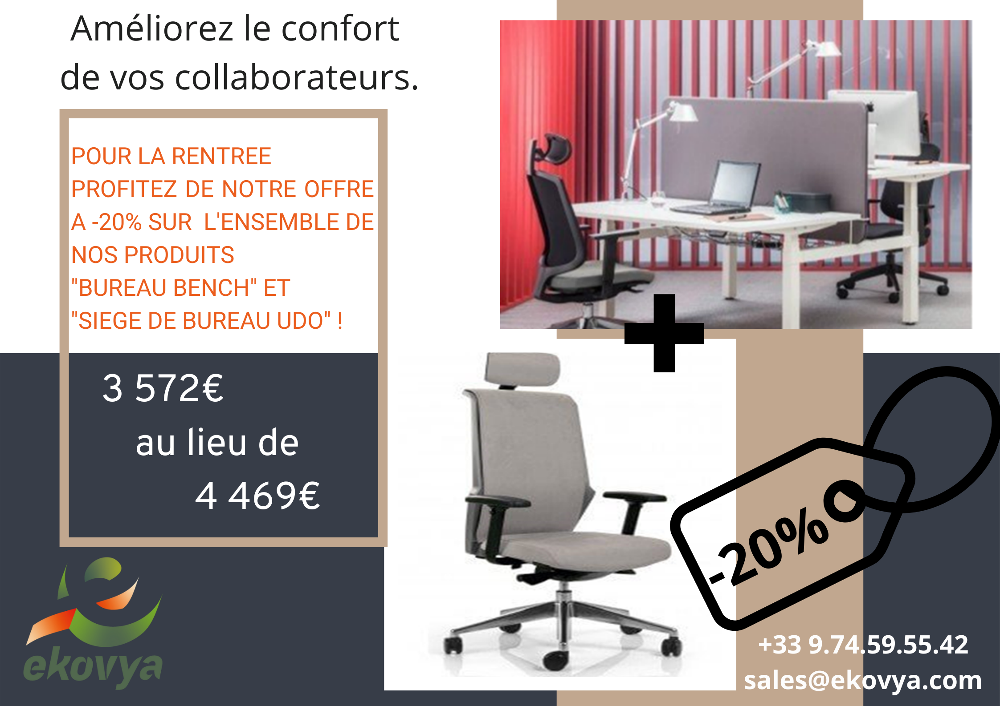 Améliorez le confort
de vos collaborateurs.
POUR LA RENTREE
PROFITEZ DE NOTRE OFFRE
A -20% SUR L'ENSEMBLE DE
NOS PRODUITS
"BUREAU BENCH" ET
"SIEGE DE BUREAU UDO" !
3 572€
au lieu de
4 469€
-20%
ekovya
+33 9.74.59.55.42
sales@ekovya.com